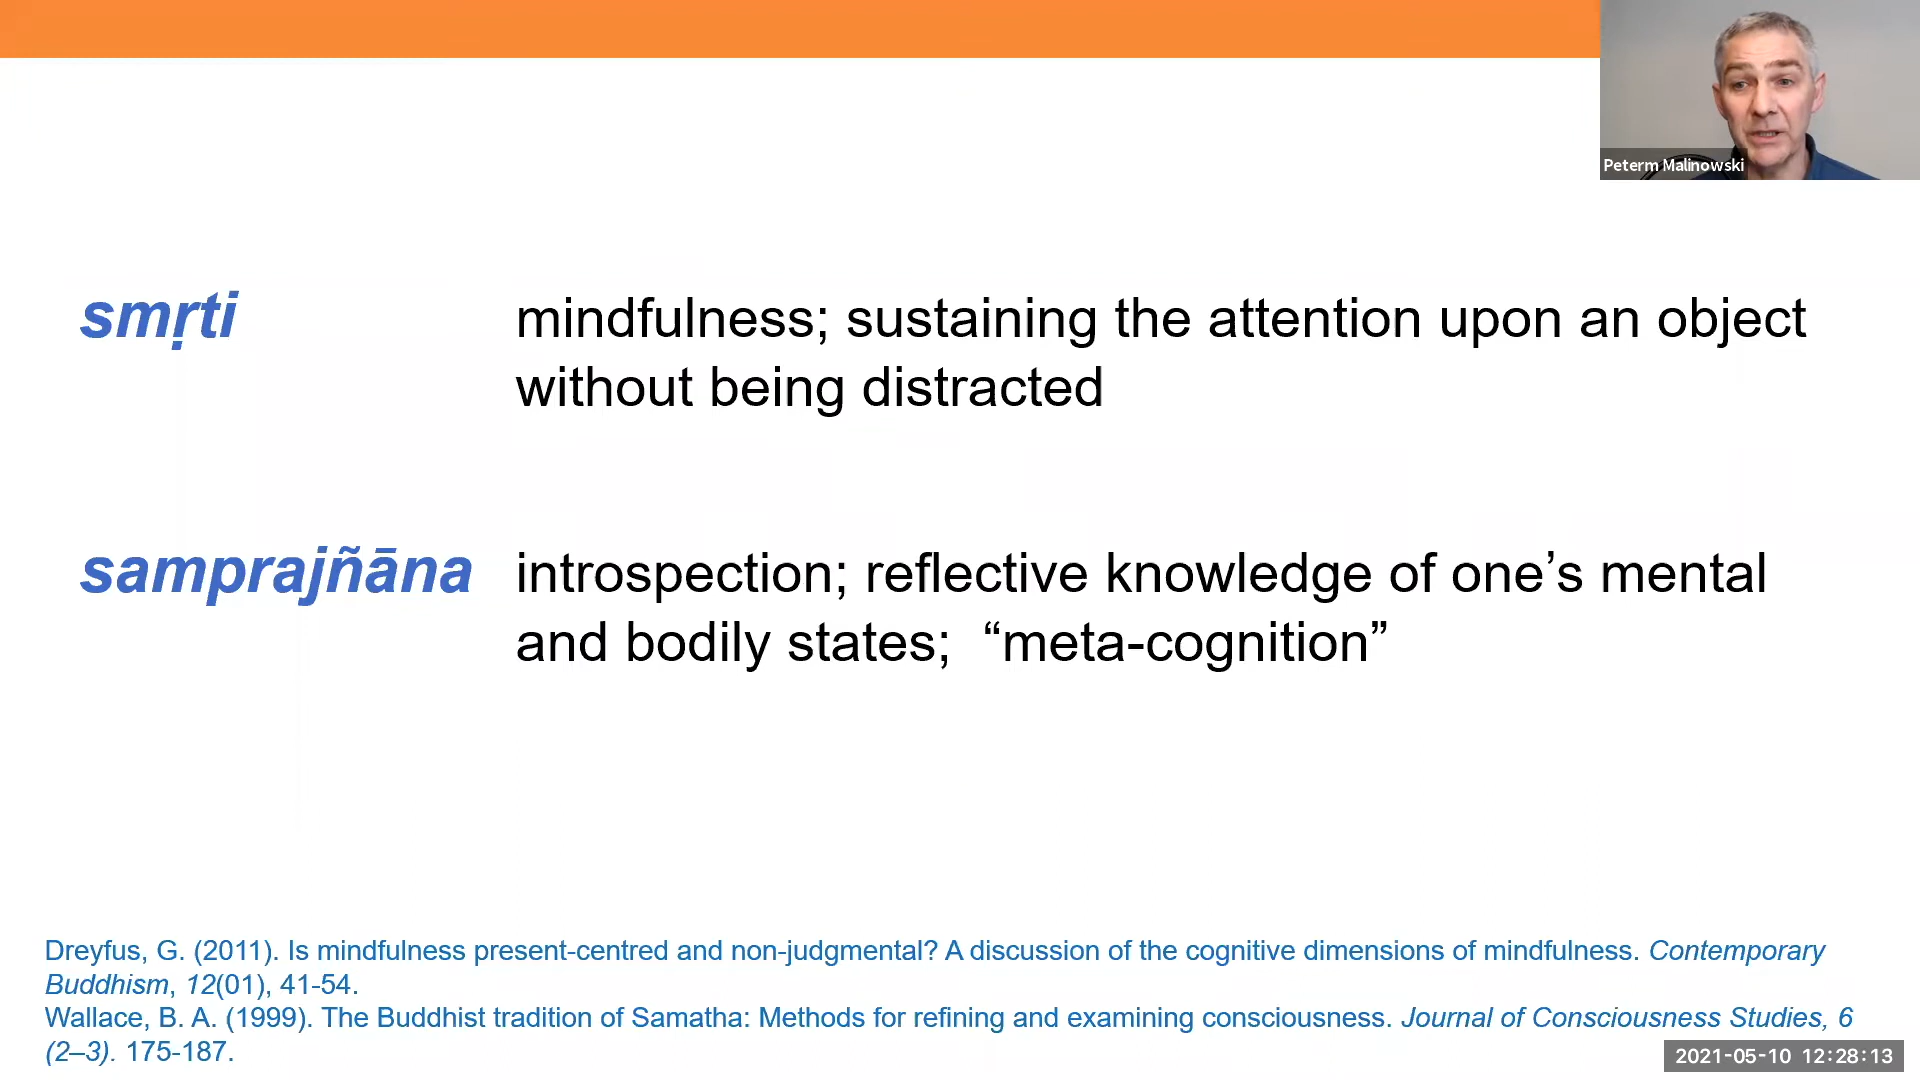 Peterm Malinowski
smṛti
mindfulness; sustaining the attention upon an object
without being distracted
samprajñāna
introspection; reflective knowledge of one’s mental
and bodily states;  “meta-cognition”
Dreyfus, G. (2011). Is mindfulness present-centred and non-judgmental? A discussion of the cognitive dimensions of mindfulness. Contemporary
Buddhism, 12(01), 41-54.
Wallace, B. A. (1999). The Buddhist tradition of Samatha: Methods for refining and examining consciousness. Journal of Consciousness Studies, 6
(2–3). 175-187.
2021-05-10 12:28:13